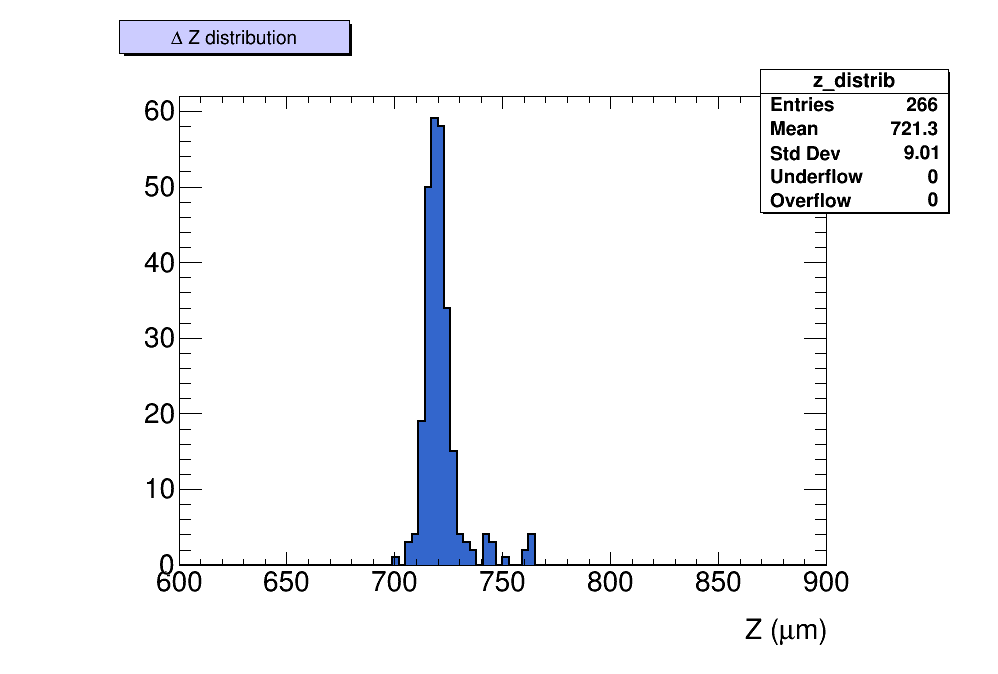 Δ Z distribution
z_distrib
Entries 266
Mean 721.3
Std Dev 9.01
Underflow 0
Overflow 0
60
50
40
30
20
10
0
600 650 700 750 800 850 900
Z (μm)